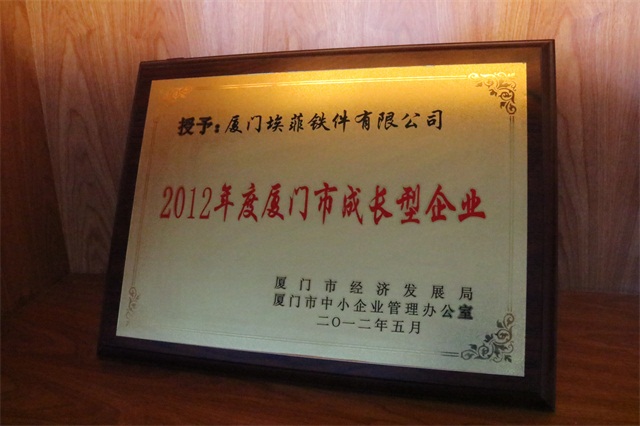 授予：厦门埃菲铁件有限公司
2012年度厦门市成长型企业
厦门市经济发展局
厦门市中小企业管理办公室
二〇一二年五月